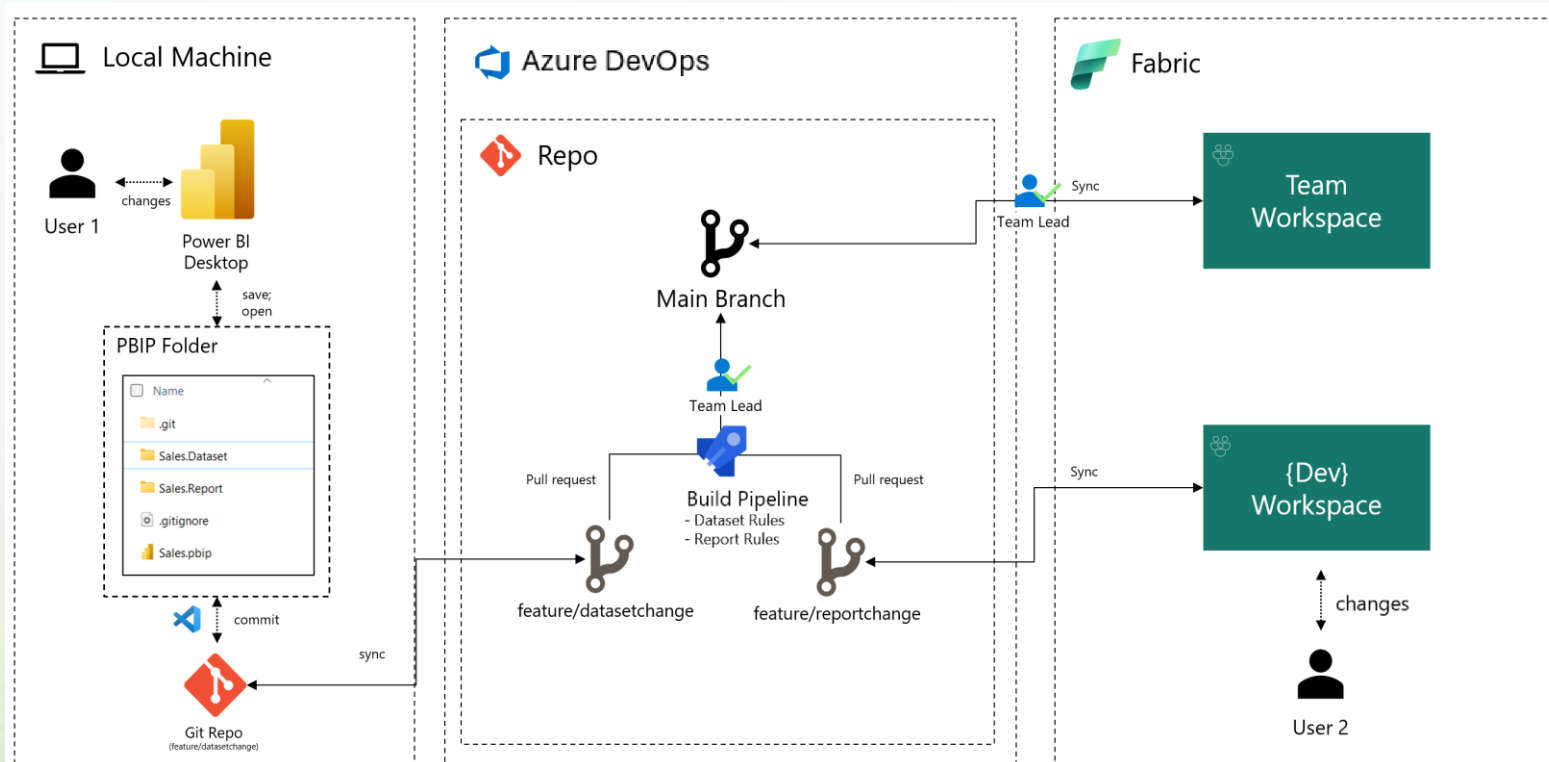 Local Machine
User 1
changes
Power BI
Desktop
save;
open
PBIP Folder
Name
.git
Sales.Dataset
Sales.Report
.gitignore
Sales.pbip
commit
Git Repo
(feature/datasetchange)
sync
Azure DevOps
Repo
Main Branch
Team Lead
Pull request
Pull request
Build Pipeline
- Dataset Rules
- Report Rules
feature/datasetchange
feature/reportchange
Team Lead
Sync
Sync
Fabric
Team
Workspace
{Dev}
Workspace
changes
User 2